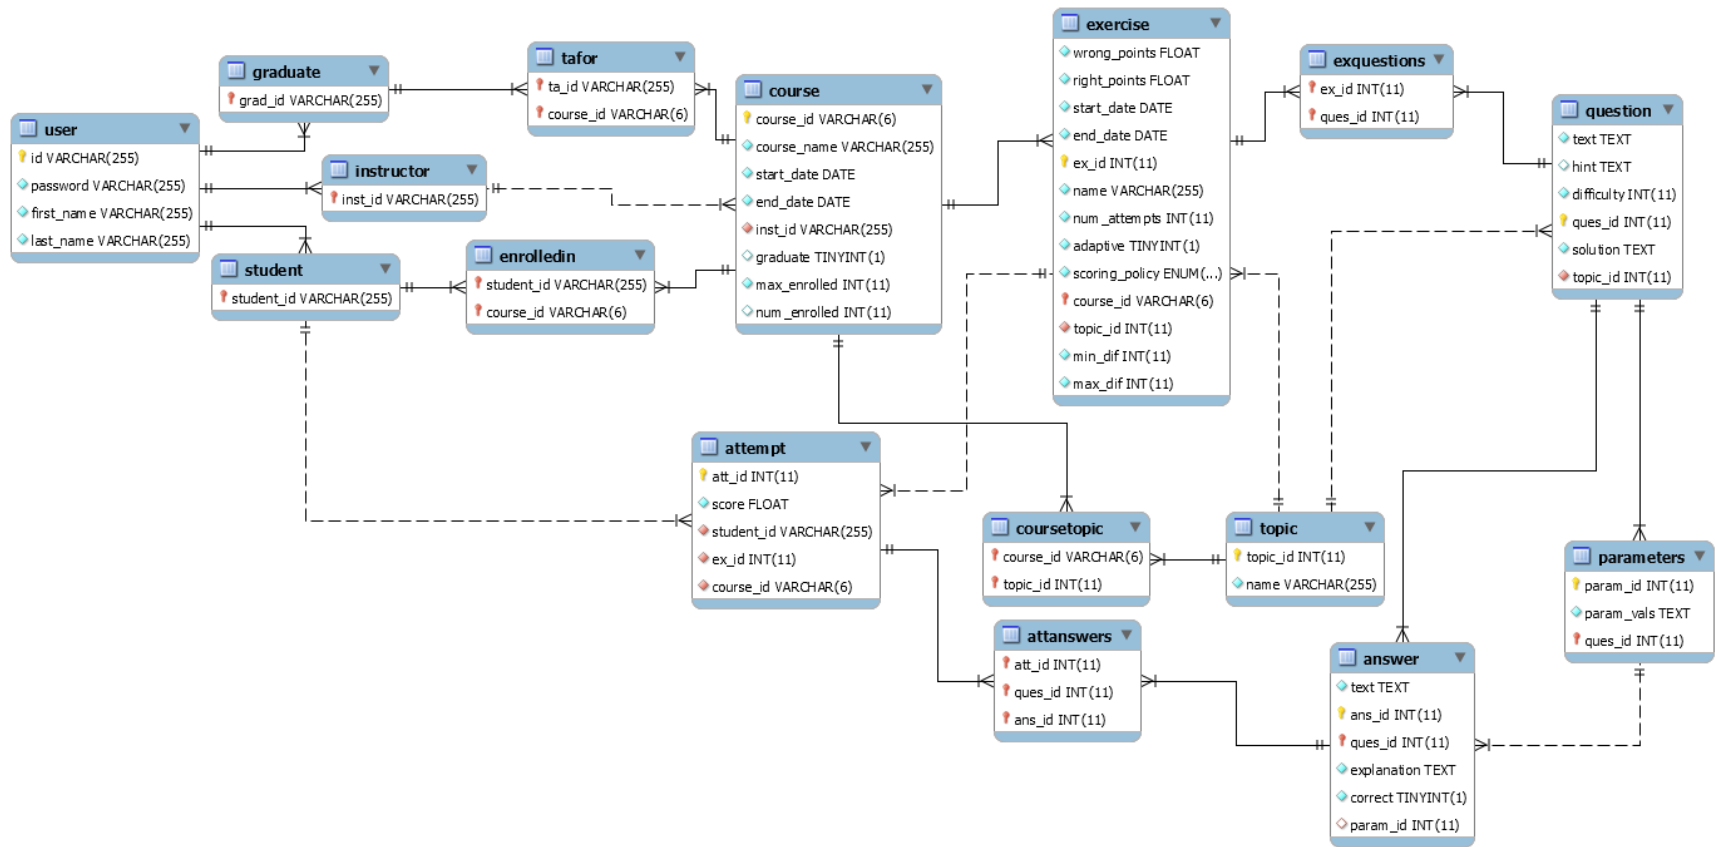 user
id VARCHAR(255)
password VARCHAR(255)
first_name VARCHAR(255)
last_name VARCHAR(255)
graduate
grad_id VARCHAR(255)
instructor
inst_id VARCHAR(255)
student
student_id VARCHAR(255)
tafor
ta_id VARCHAR(255)
course_id VARCHAR(6)
enrolledin
student_id VARCHAR(255)
course_id VARCHAR(6)
course
course_id VARCHAR(6)
course_name VARCHAR(255)
start_date DATE
end_date DATE
inst_id VARCHAR(255)
graduate TINYINT(1)
max_enrolled INT(11)
num_enrolled INT(11)
exercise
wrong_points FLOAT
right_points FLOAT
start_date DATE
end_date DATE
ex_id INT(11)
name VARCHAR(255)
num_attempts INT(11)
adaptive TINYINT(1)
scoring_policy ENUM(...)
course_id VARCHAR(6)
topic_id INT(11)
min_dif INT(11)
max_dif INT(11)
exquestions
ex_id INT(11)
ques_id INT(11)
question
text TEXT
hint TEXT
difficulty INT(11)
ques_id INT(11)
solution TEXT
topic_id INT(11)
attempt
att_id INT(11)
score FLOAT
student_id VARCHAR(255)
ex_id INT(11)
course_id VARCHAR(6)
coursetopic
course_id VARCHAR(6)
topic_id INT(11)
topic
topic_id INT(11)
name VARCHAR(255)
parameters
param_id INT(11)
param_vals TEXT
ques_id INT(11)
attanswers
att_id INT(11)
ques_id INT(11)
ans_id INT(11)
answer
text TEXT
ans_id INT(11)
ques_id INT(11)
explanation TEXT
correct TINYINT(1)
param_id INT(11)